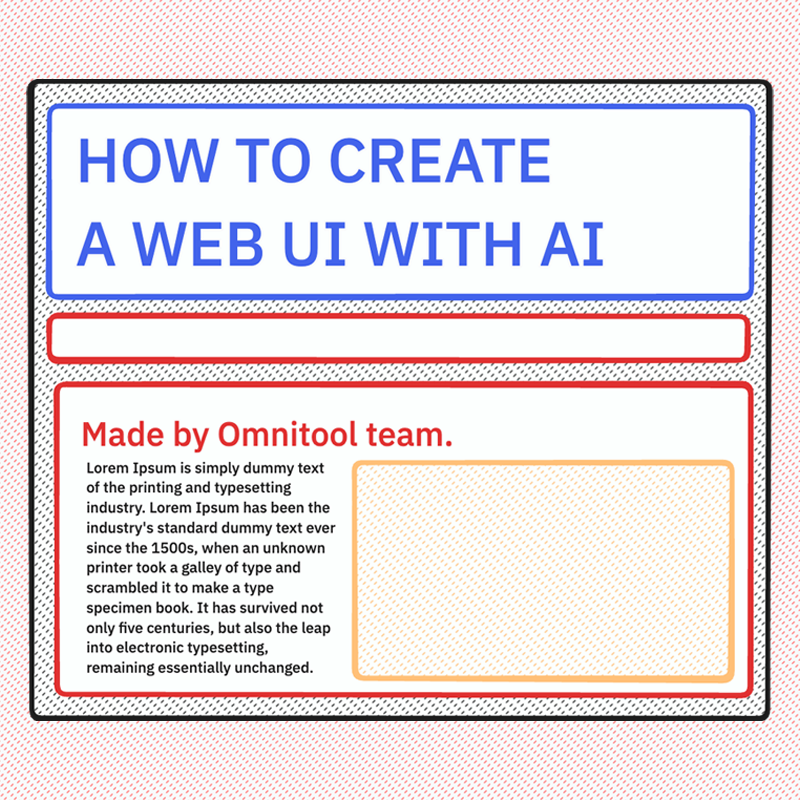 HOW TO CREATE
A WEB UI WITH AI
Made by Omnitool team.
Lorem Ipsum is simply dummy text
of the printing and typesetting
industry. Lorem Ipsum has been the
industry's standard dummy text ever
since the 1500s, when an unknown
printer took a galley of type and
scrambled it to make a type
specimen book. It has survived not
only five centuries, but also the leap
into electronic typesetting,
remaining essentially unchanged.